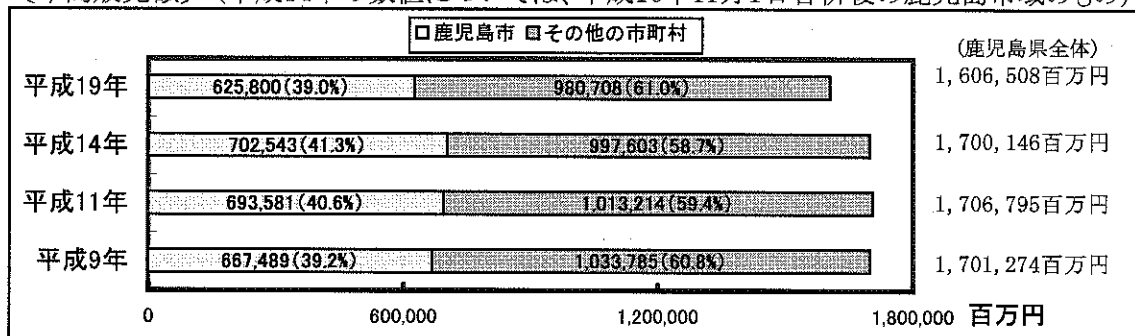 □鹿児島市 ■その他の市町村
(鹿児島県全体)
平成19年 625,800(39.0%) 980,708(61.0%) 1,606,508百万円
平成14年 702,543(41.3%) 997,603(58.7%) 1,700,146百万円
平成11年 693,581(40.6%) 1,013,214(59.4%) 1,706,795百万円
平成9年 667,489(39.2%) 1,033,785(60.8%) 1,701,274百万円
0 600,000 1,200,000 1,800,000 百万円